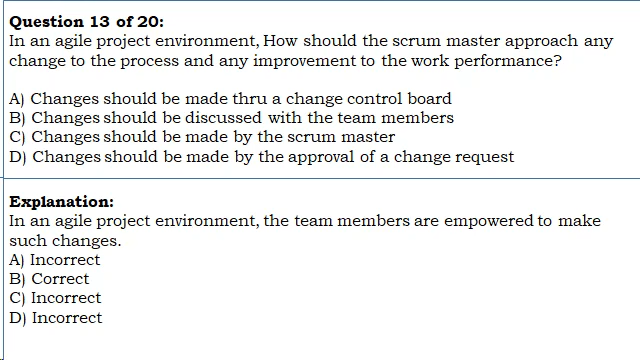 Question 13 of 20:
In an agile project environment, How should the scrum master approach any
change to the process and any improvement to the work performance?
A) Changes should be made thru a change control board
B) Changes should be discussed with the team members
C) Changes should be made by the scrum master
D) Changes should be made by the approval of a change request
Explanation:
In an agile project environment, the team members are empowered to make
such changes.
A) Incorrect
B) Correct
C) Incorrect
D) Incorrect